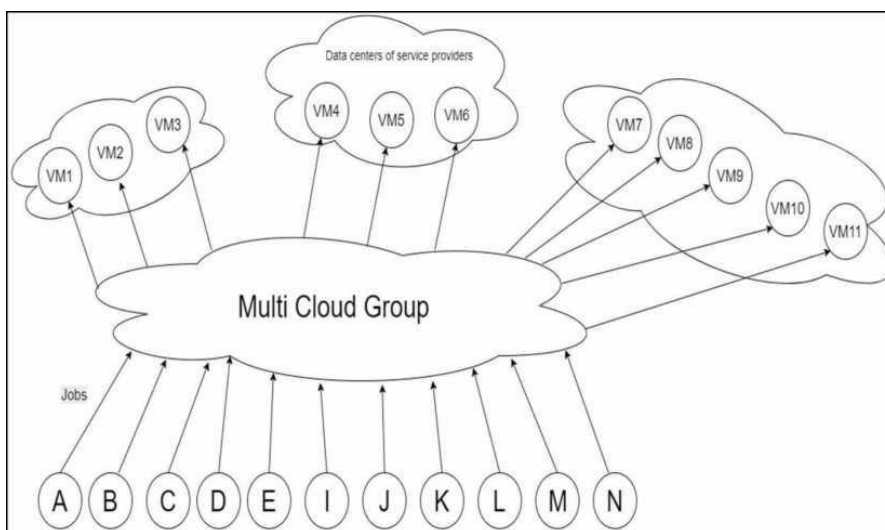 Data centers of service providers
VM1
VM2
VM3
VM4
VM5
VM6
VM7
VM8
VM9
VM10
VM11
Multi Cloud Group
Jobs
A B C D E I J K L M N